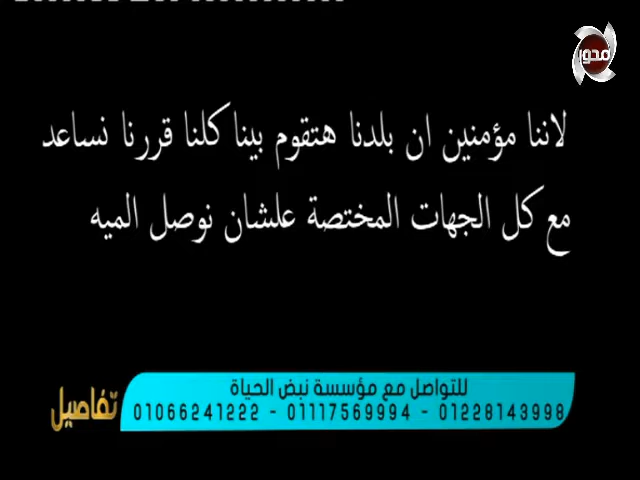 محور
لاننا مؤمنين ان بلدنا هتقوم بينا كلنا قررنا نساعد
مع كل الجهات المختصة علشان نوصل الميه
للتواصل مع مؤسسة نبض الحياة
01066241222 - 01117569994 - 01228143998
تفاصيل